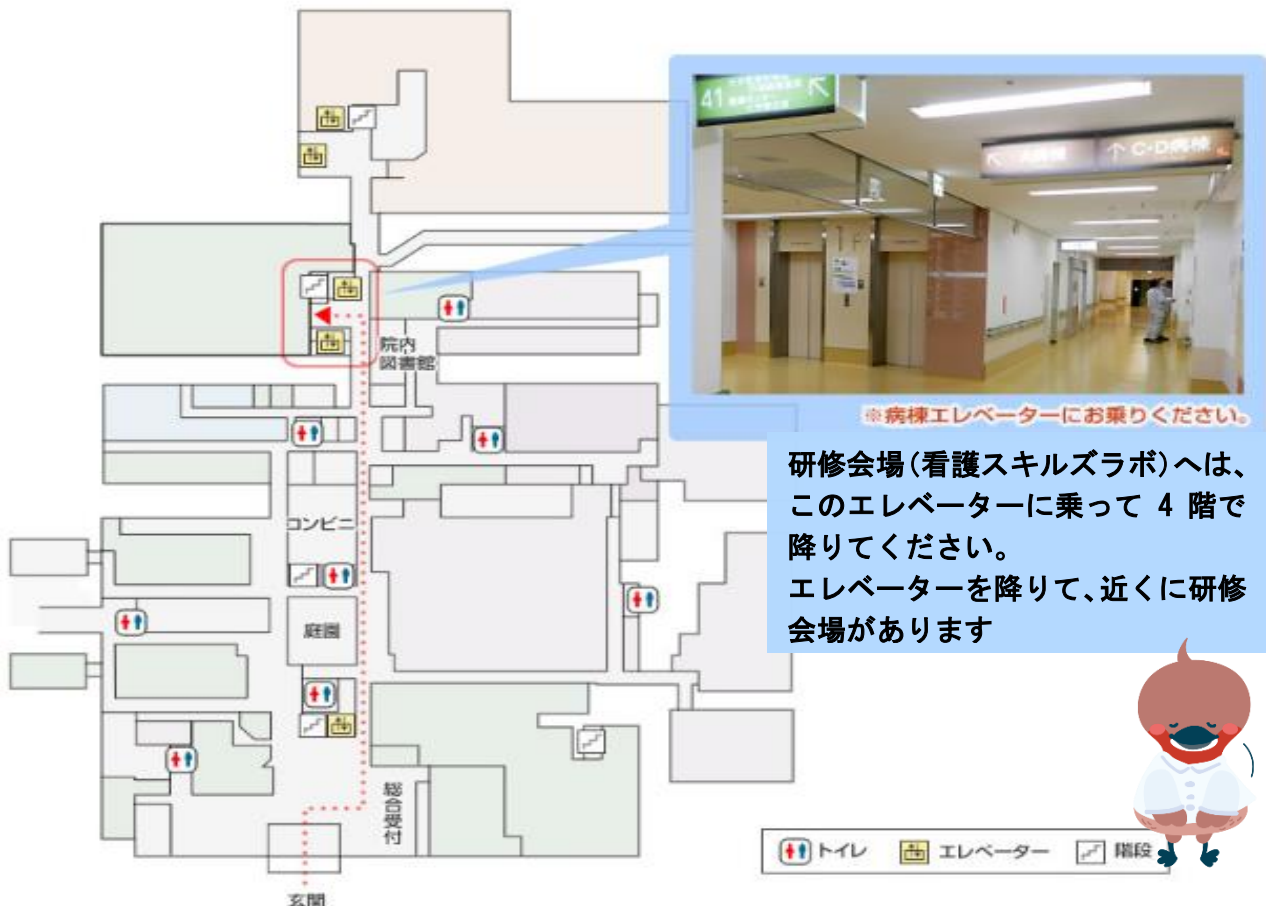 41
C・D病棟
※病棟エレベーターにお乗りください。
研修会場（看護スキルズラボ）へは、
このエレベーターに乗って 4 階で
降りてください。
エレベーターを降りて、近くに研修
会場があります
院内
図書館
コンビニ
庭園
総合受付
玄関
トイレ
エレベーター
階段